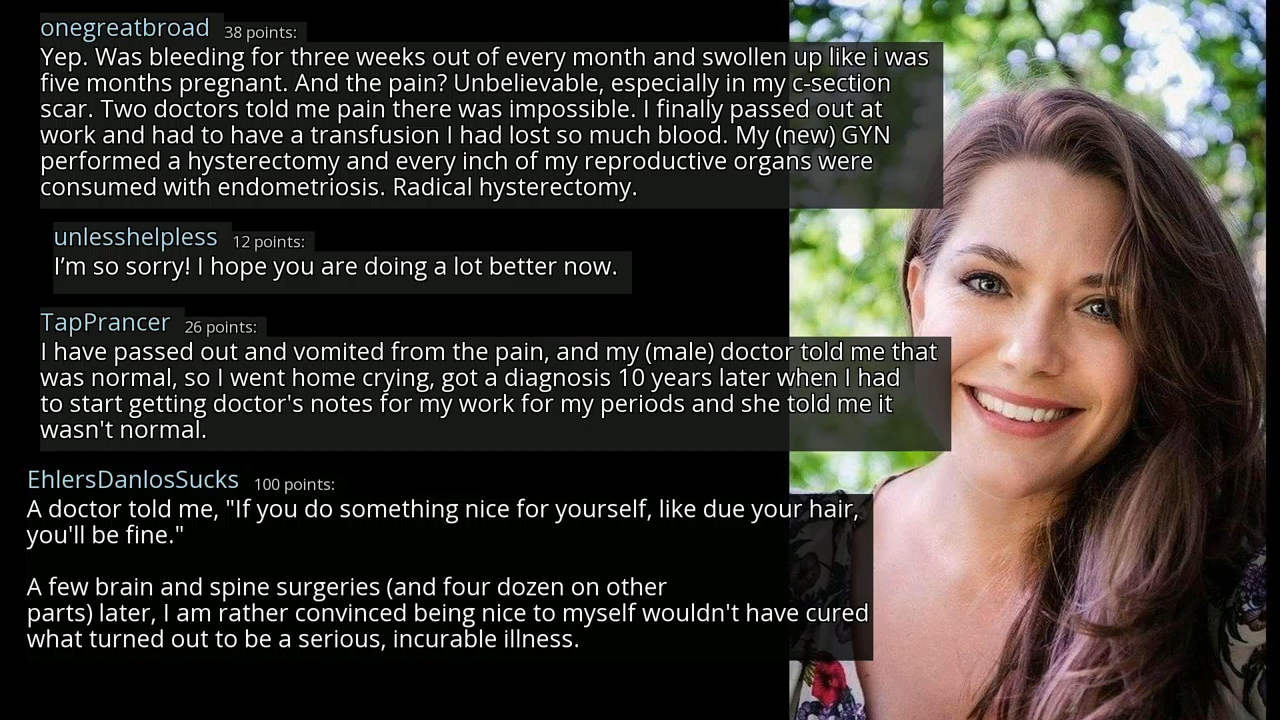 onegreatbroad 38 points:
Yep. Was bleeding for three weeks out of every month and swollen up like i was
five months pregnant. And the pain? Unbelievable, especially in my c-section
scar. Two doctors told me pain there was impossible. I finally passed out at
work and had to have a transfusion I had lost so much blood. My (new) GYN
performed a hysterectomy and every inch of my reproductive organs were
consumed with endometriosis. Radical hysterectomy.
unlesshelpless 12 points:
I’m so sorry! I hope you are doing a lot better now.
TapPrancer 26 points:
I have passed out and vomited from the pain, and my (male) doctor told me that
was normal, so I went home crying, got a diagnosis 10 years later when I had
to start getting doctor's notes for my work for my periods and she told me it
wasn't normal.
EhlersDanlosSucks 100 points:
A doctor told me, "If you do something nice for yourself, like due your hair,
you'll be fine."
A few brain and spine surgeries (and four dozen on other
parts) later, I am rather convinced being nice to myself wouldn't have cured
what turned out to be a serious, incurable illness.